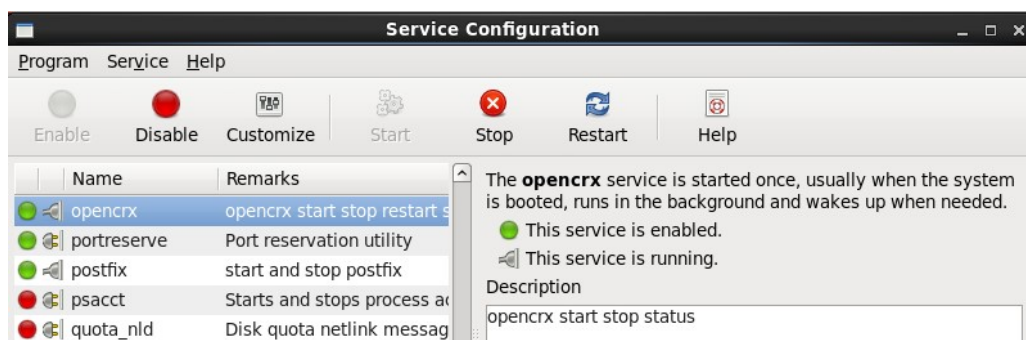 Service Configuration
Program Service Help
Enable Disable Customize Start Stop Restart Help
Name Remarks
opencrx opencrx start stop restart s
portreserve Port reservation utility
postfix start and stop postfix
psacct Starts and stops process ac
quota_nld Disk quota netlink messag
The opencrx service is started once, usually when the system
is booted, runs in the background and wakes up when needed.
This service is enabled.
This service is running.
Description
opencrx start stop status